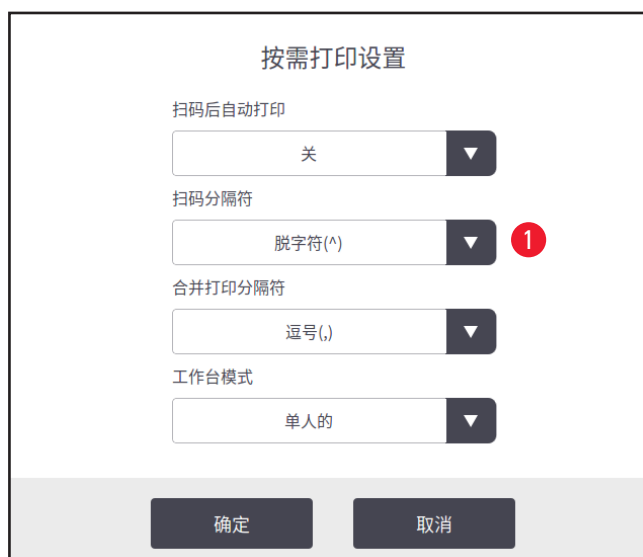 按需打印设置
扫码后自动打印
关
扫码分隔符
脱字符(^)
1
合并打印分隔符
逗号(,)
工作台模式
单人的
确定
取消